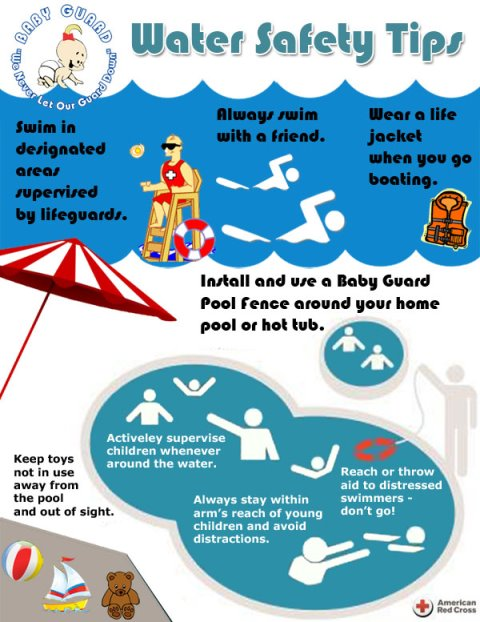 BABY GUARD
"We Never Let Our Guard Down"
Water Safety Tips
Swim in
designated
areas
supervised
by lifeguards.
Always swim
with a friend.
Wear a life
jacket
when you go
boating.
Install and use a Baby Guard
Pool Fence around your home
pool or hot tub.
Activeley supervise
children whenever
around the water.
Keep toys
not in use
away from
the pool
and out of sight.
Always stay within
arm's reach of young
children and avoid
distractions.
Reach or throw
aid to distressed
swimmers -
don't go!
American
Red Cross